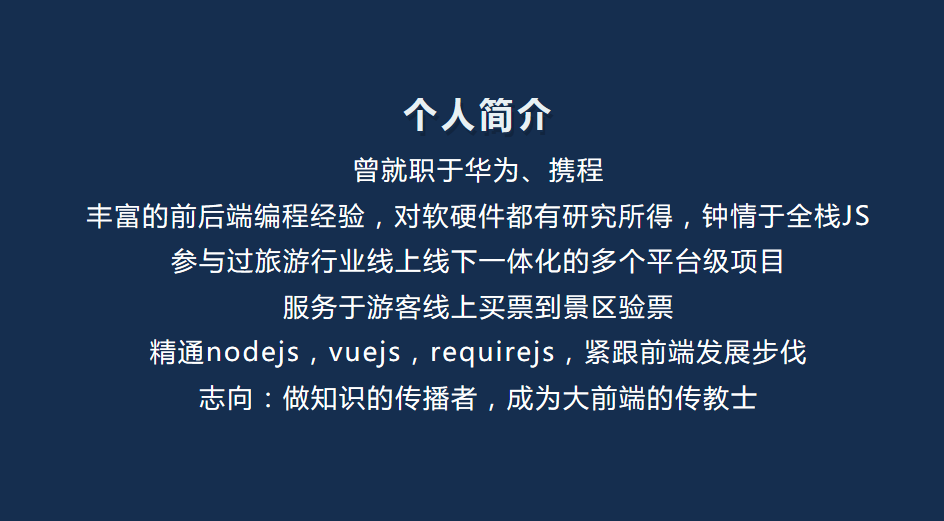 个人简介
曾就职于华为、携程
丰富的前后端编程经验，对软硬件都有研究所得，钟情于全栈JS
参与过旅游行业线上线下一体化的多个平台级项目
服务于游客线上买票到景区验票
精通nodejs，vuejs，requirejs，紧跟前端发展步伐
志向：做知识的传播者，成为大前端的传教士